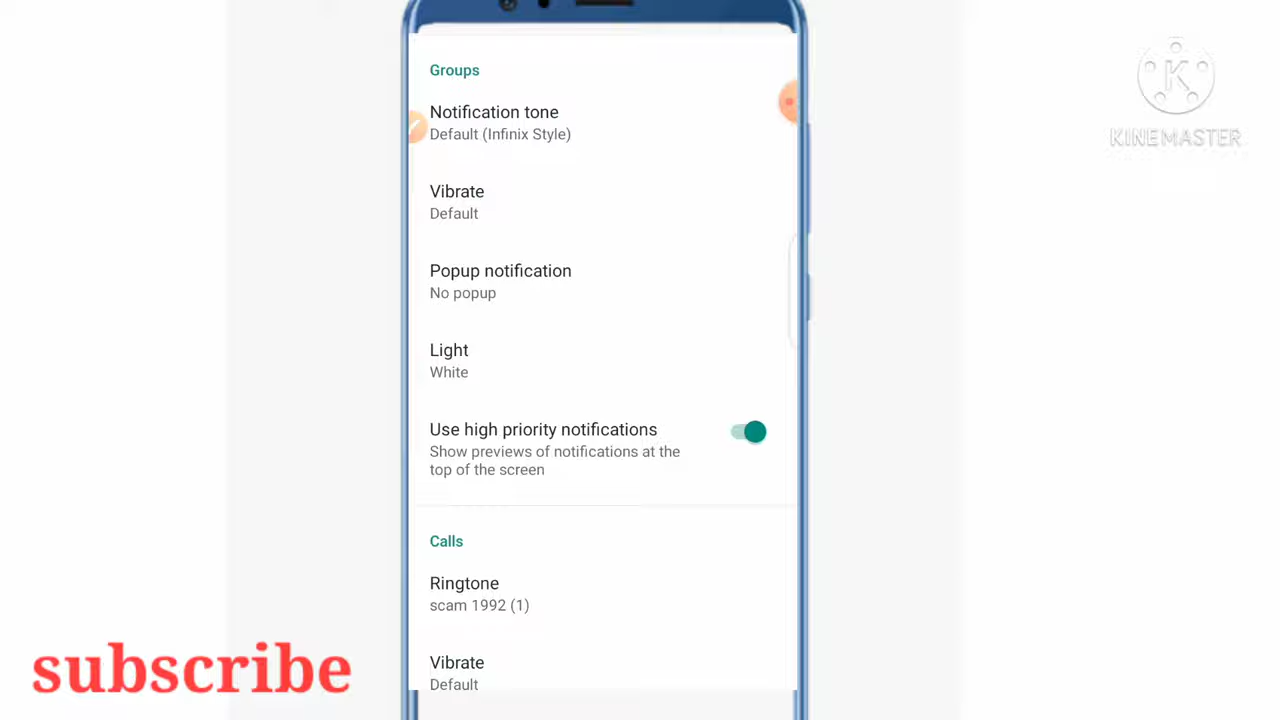 Groups
Notification tone
Default (Infinix Style)
Vibrate
Default
Popup notification
No popup
Light
White
Use high priority notifications
Show previews of notifications at the
top of the screen
Calls
Ringtone
scam 1992 (1)
Vibrate
Default
K
KINEMASTER
subscribe